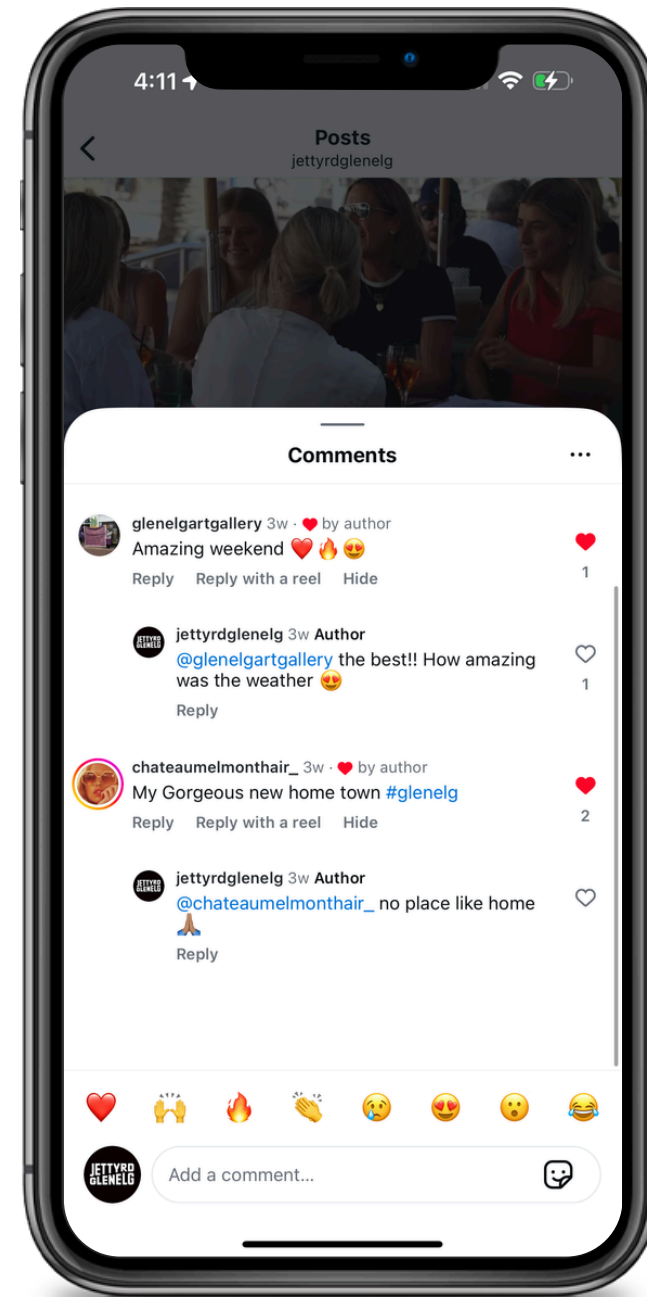 4:11
Posts
jettyrdglenelg
Comments
glenelgartgallery 3w · ❤️ by author
Amazing weekend ❤️🔥😍
Reply Reply with a reel Hide
1
jettyrdglenelg 3w Author
@glenelgartgallery the best!! How amazing
was the weather 😍
1
Reply
chateaumelmonthair_ 3w · ❤️ by author
My Gorgeous new home town #glenelg
Reply Reply with a reel Hide
2
jettyrdglenelg 3w Author
@chateaumelmonthair_ no place like home
🙏🏽
Reply
Add a comment...
JETTYRD
GLENELG